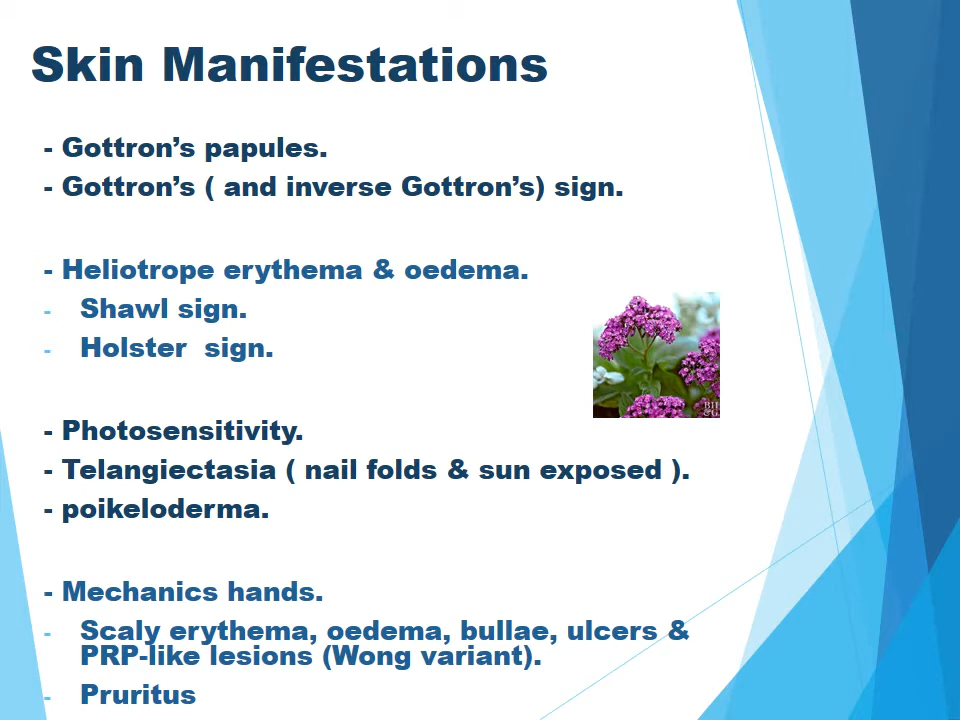 Skin Manifestations
- Gottron’s papules.
- Gottron’s ( and inverse Gottron’s) sign.
- Heliotrope erythema & oedema.
- Shawl sign.
- Holster sign.
- Photosensitivity.
- Telangiectasia ( nail folds & sun exposed ).
- poikeloderma.
- Mechanics hands.
- Scaly erythema, oedema, bullae, ulcers &
PRP-like lesions (Wong variant).
- Pruritus